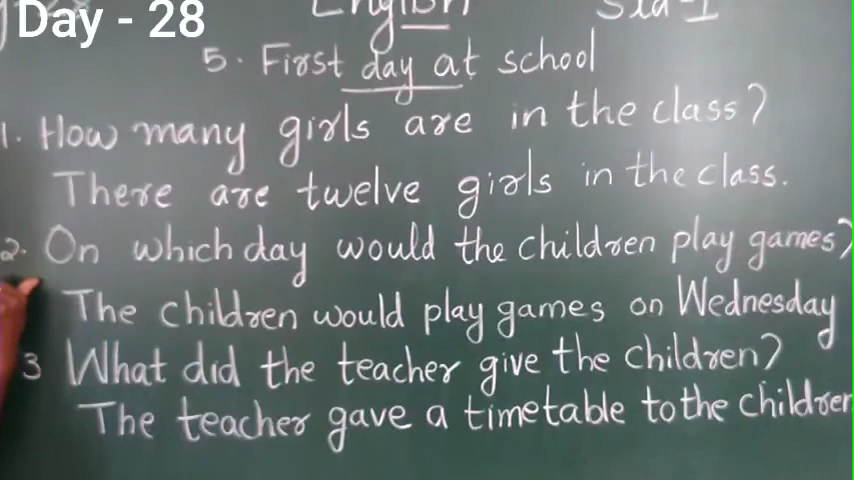 Day - 28
English Std-I
5. First day at school
1. How many girls are in the class?
There are twelve girls in the class.
2. On which day would the children play games?
The children would play games on Wednesday
3 What did the teacher give the children?
The teacher gave a timetable to the children